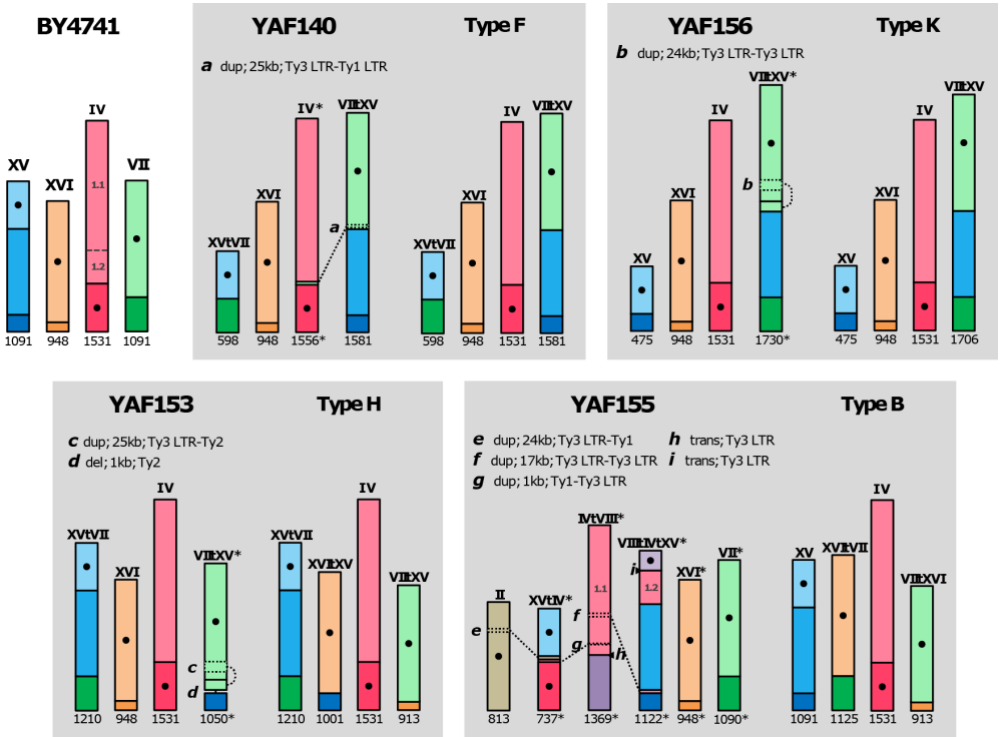 BY4741
XV
XVI
IV
VII
1.1
1.2
1091
948
1531
1091
YAF140
Type F
a dup; 25kb; Ty3 LTR-Ty1 LTR
XVtVII
XVI
IV*
VIItXV
a
598
948
1556*
1581
XVtVII
XVI
IV
VIItXV
598
948
1531
1581
YAF156
Type K
b dup; 24kb; Ty3 LTR-Ty3 LTR
XV
XVI
IV
VIItXV*
b
475
948
1531
1730*
XV
XVI
IV
VIItXV
475
948
1531
1706
YAF153
Type H
c dup; 25kb; Ty3 LTR-Ty2
d del; 1kb; Ty2
XVtVII
XVI
IV
VIItXV*
c
d
1210
948
1531
1050*
XVtVII
XVItXV
IV
VIItXV
1210
1001
1531
913
YAF155
Type B
e dup; 24kb; Ty3 LTR-Ty1
f dup; 17kb; Ty3 LTR-Ty3 LTR
g dup; 1kb; Ty1-Ty3 LTR
h trans; Ty3 LTR
i trans; Ty3 LTR
II
XVtIV*
IVtVIII*
VIIItIVtXV*
XVI*
VII*
e
1.1
f
g
h
i
1.2
813
737*
1369*
1122*
948*
1090*
XV
XVItVII
IV
VIItXVI
1091
1125
1531
913